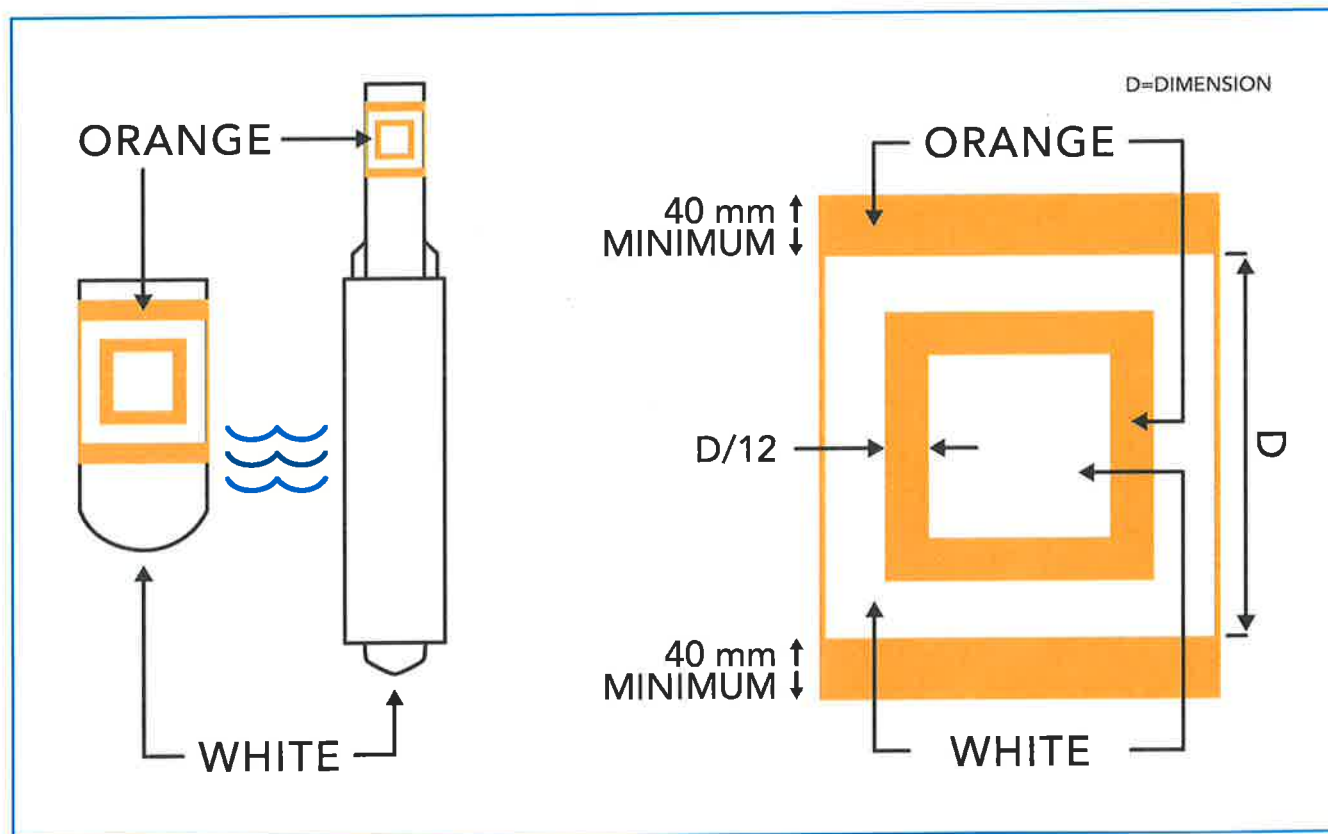 D=DIMENSION
ORANGE
WHITE
ORANGE
40 mm
MINIMUM
D/12
D
40 mm
MINIMUM
WHITE